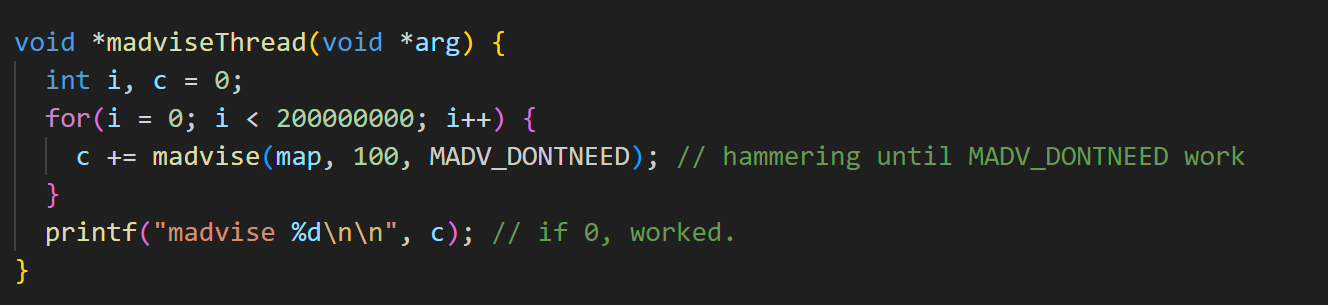 void *madviseThread(void *arg) {
int i, c = 0;
for(i = 0; i < 200000000; i++) {
c += madvise(map, 100, MADV_DONTNEED); // hammering until MADV_DONTNEED work
}
printf("madvise %d\n\n", c); // if 0, worked.
}